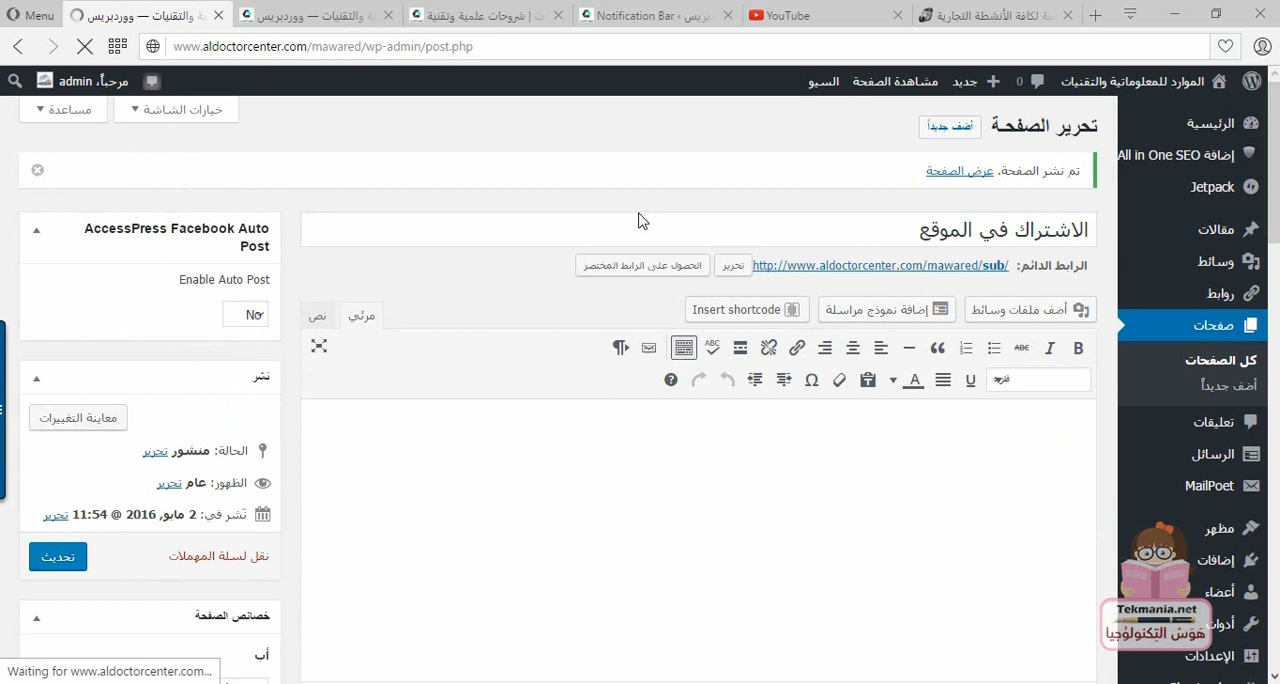 Menu
والتقنيات — ووردبريس
والتقنيات — ووردبريس
شروحات علمية وتقنية | ت
Notification Bar ‹ ووردبريس
YouTube
لكافة الأنشطة التجارية
www.aldoctorcenter.com/mawared/wp-admin/post.php
الموارد للمعلوماتية والتقنيات
0
جديد
مشاهدة الصفحة
السيو
مرحباً، admin
خيارات الشاشة
مساعدة
تحرير الصفحة
أضف جديداً
تم نشر الصفحة. عرض الصفحة
الاشتراك في الموقع
الرابط الدائم: http://www.aldoctorcenter.com/mawared/sub/
تحرير
الحصول على الرابط المختصر
أضف ملفات وسائط
إضافة نموذج مراسلة
Insert shortcode
مرئي
نص
فقرة
الرئيسية
إضافة All in One SEO
Jetpack
مقالات
وسائط
روابط
صفحات
كل الصفحات
أضف جديداً
تعليقات
الرسائل
MailPoet
مظهر
إضافات
أعضاء
أدوات
الإعدادات
AccessPress Facebook Auto
Post
Enable Auto Post
No
نشر
معاينة التغييرات
الحالة: منشور تحرير
الظهور: عام تحرير
نُشر في: 2 مايو, 2016 @ 11:54 تحرير
نقل لسلة المهملات
تحديث
خصائص الصفحة
أب
Tekmania.net
هَوَس التِكنولوُجيا
Waiting for www.aldoctorcenter.com...